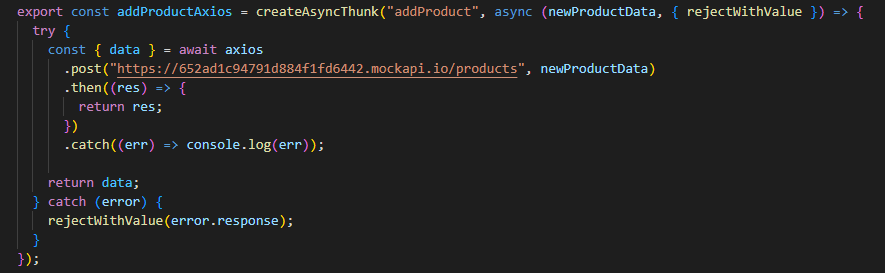 export const addProductAxios = createAsyncThunk("addProduct", async (newProductData, { rejectWithValue }) => {
  try {
    const { data } = await axios
      .post("https://652ad1c94791d884f1fd6442.mockapi.io/products", newProductData)
      .then((res) => {
        return res;
      })
      .catch((err) => console.log(err));

    return data;
  } catch (error) {
    rejectWithValue(error.response);
  }
});